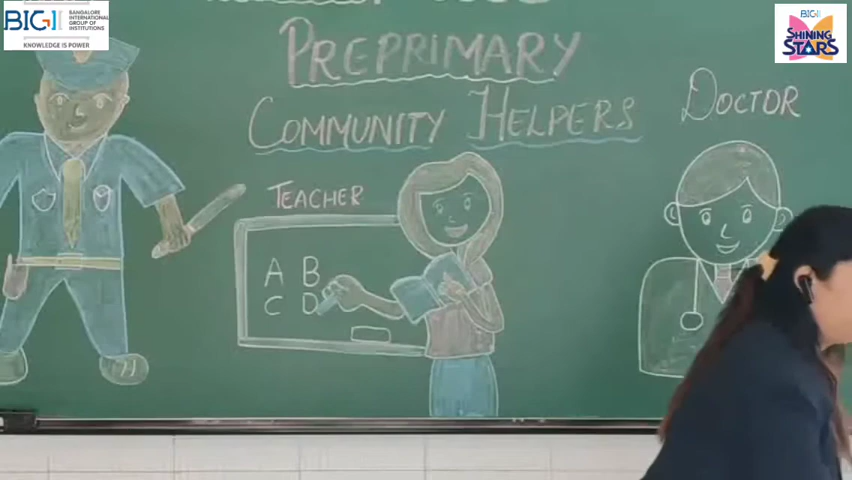 BIGI
BANGALORE
INTERNATIONAL
GROUP OF
INSTITUTIONS
KNOWLEDGE IS POWER
BIGI
SHINING
STARS
PREPRIMARY
COMMUNITY HELPERS
DOCTOR
TEACHER
A B
C D